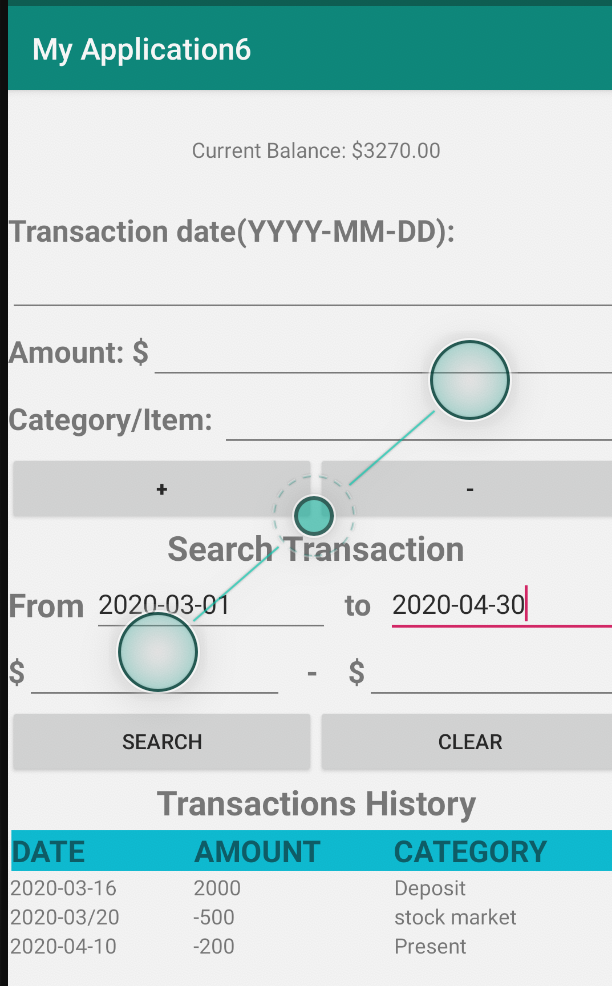 My Application6
Current Balance: $3270.00
Transaction date(YYYY-MM-DD):
Amount: $
Category/Item:
+ -
Search Transaction
From 2020-03-01 to 2020-04-30
$ - $
SEARCH CLEAR
Transactions History
DATE AMOUNT CATEGORY
2020-03-16 2000 Deposit
2020-03/20 -500 stock market
2020-04-10 -200 Present